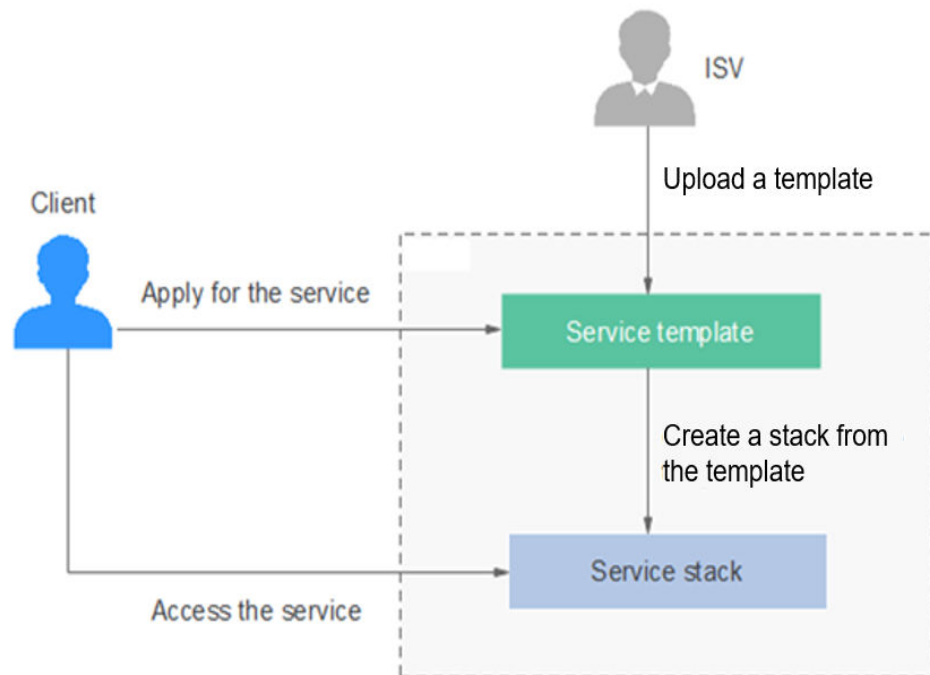 ISV
Upload a template
Client
Apply for the service
Service template
Create a stack from
the template
Service stack
Access the service